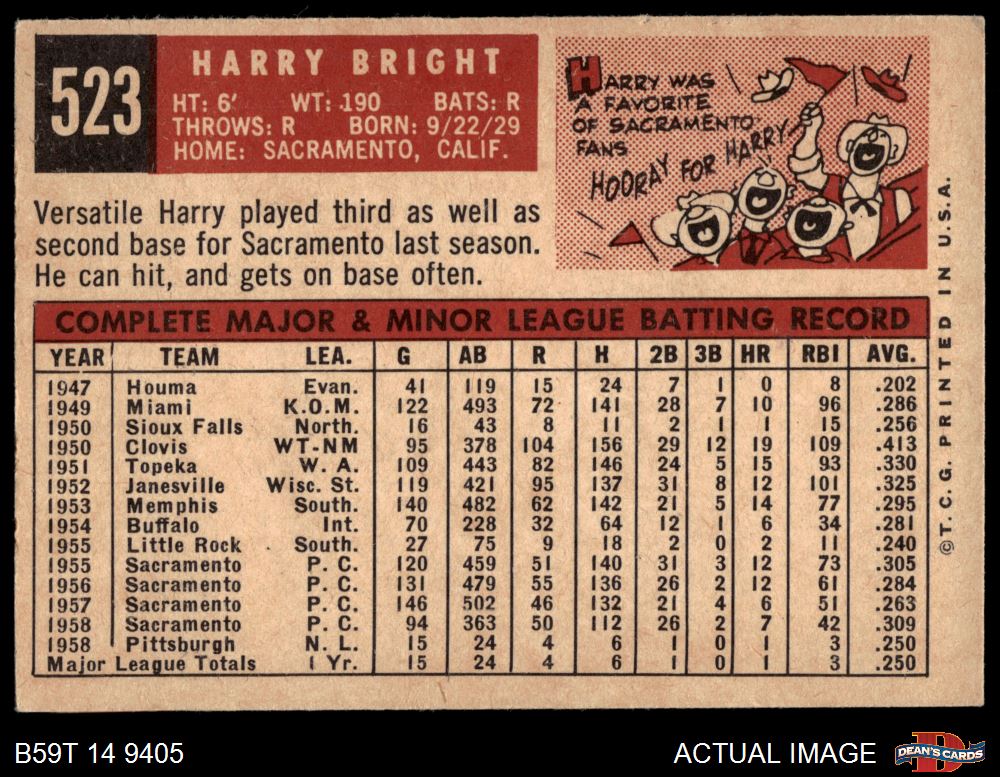 523
HARRY BRIGHT
HT: 6' WT: 190 BATS: R
THROWS: R BORN: 9/22/29
HOME: SACRAMENTO, CALIF.
HARRY WAS
A FAVORITE
OF SACRAMENTO
FANS
HOORAY FOR HARRY
Versatile Harry played third as well as
second base for Sacramento last season.
He can hit, and gets on base often.
COMPLETE MAJOR & MINOR LEAGUE BATTING RECORD
YEAR TEAM LEA. G AB R H 2B 3B HR RBI AVG.
1947 Houma Evan. 41 119 15 24 7 1 0 8 .202
1949 Miami K.O.M. 122 493 72 141 28 7 10 96 .286
1950 Sioux Falls North. 16 43 8 11 2 1 1 15 .256
1950 Clovis WT-NM 95 378 104 156 29 12 19 109 .413
1951 Topeka W. A. 109 443 82 146 24 5 15 93 .330
1952 Janesville Wisc. St. 119 421 95 137 31 8 12 101 .325
1953 Memphis South. 140 482 62 142 21 5 14 77 .295
1954 Buffalo Int. 70 228 32 64 12 1 6 34 .281
1955 Little Rock South. 27 75 9 18 2 0 2 11 .240
1955 Sacramento P. C. 120 459 51 140 31 3 12 73 .305
1956 Sacramento P. C. 131 479 55 136 26 2 12 61 .284
1957 Sacramento P. C. 146 502 46 132 21 4 6 51 .263
1958 Sacramento P. C. 94 363 50 112 26 2 7 42 .309
1958 Pittsburgh N. L. 15 24 4 6 1 0 1 3 .250
Major League Totals 1 Yr. 15 24 4 6 1 0 1 3 .250
©T. C. G. PRINTED IN U.S.A.
B59T 14 9405
ACTUAL IMAGE
D
DEAN'S CARDS